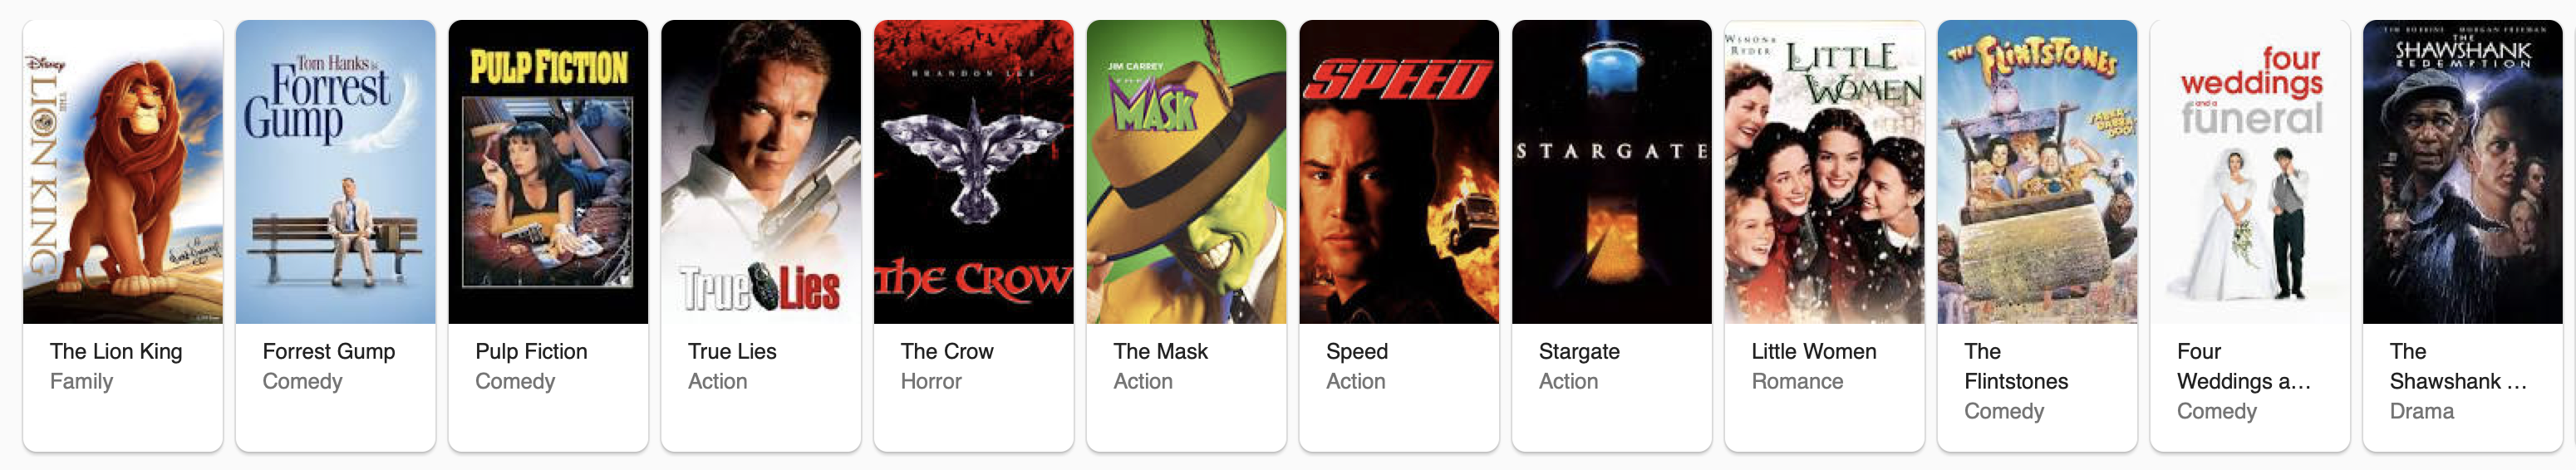 Disney
THE
LION KING
Tom Hanks is
Forrest
Gump
PULP FICTION
True Lies
BRANDON LEE
THE CROW
JIM CARREY
THE
MASK
SPEED
STARGATE
WINONA
RYDER
LITTLE
WOMEN
THE FLINTSTONES
four
weddings
and a
funeral
TIM ROBBINS MORGAN FREEMAN
THE
SHAWSHANK
REDEMPTION
The Lion King
Family
Forrest Gump
Comedy
Pulp Fiction
Comedy
True Lies
Action
The Crow
Horror
The Mask
Action
Speed
Action
Stargate
Action
Little Women
Romance
The
Flintstones
Comedy
Four
Weddings a...
Comedy
The
Shawshank ...
Drama